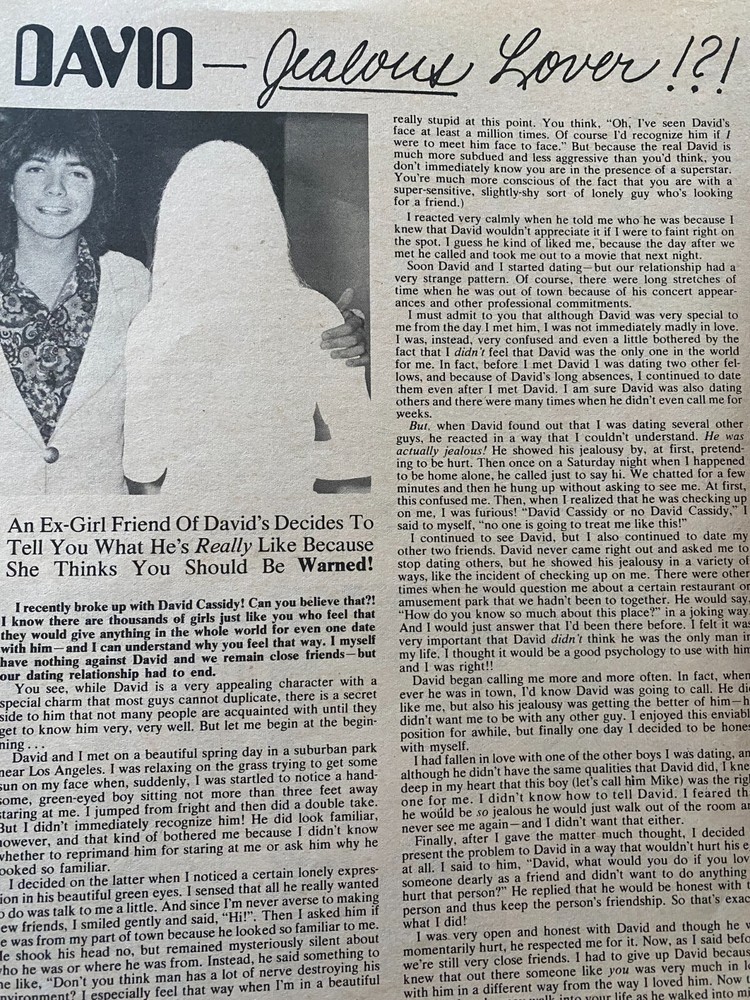 DAVID — Jealous Lover!?!
An Ex-Girl Friend Of David's Decides To
Tell You What He's Really Like Because
She Thinks You Should Be Warned!
I recently broke up with David Cassidy! Can you believe that?!
I know there are thousands of girls just like you who feel that
they would give anything in the whole world for even one date
with him—and I can understand why you feel that way. I myself
have nothing against David and we remain close friends—but
our dating relationship had to end.
You see, while David is a very appealing character with a
special charm that most guys cannot duplicate, there is a secret
side to him that not many people are acquainted with until they
get to know him very, very well. But let me begin at the begin-
ning...
David and I met on a beautiful spring day in a suburban park
near Los Angeles. I was relaxing on the grass trying to get some
sun on my face when, suddenly, I was startled to notice a hand-
some, green-eyed boy sitting not more than three feet away
staring at me. I jumped from fright and then did a double take.
But I didn't immediately recognize him! He did look familiar,
however, and that kind of bothered me because I didn't know
whether to reprimand him for staring at me or ask him why he
looked so familiar.
I decided on the latter when I noticed a certain lonely expres-
ion in his beautiful green eyes. I sensed that all he really wanted
o do was talk to me a little. And since I'm never averse to making
ew friends, I smiled gently and said, "Hi!". Then I asked him if
e was from my part of town because he looked so familiar to me.
He shook his head no, but remained mysteriously silent about
who he was or where he was from. Instead, he said something to
me like, "Don't you think man has a lot of nerve destroying his
nvironment? I especially feel that way when I'm in a beautiful
really stupid at this point. You think, "Oh, I've seen David's
face at least a million times. Of course I'd recognize him if I
were to meet him face to face." But because the real David is
much more subdued and less aggressive than you'd think, you
don't immediately know you are in the presence of a superstar.
You're much more conscious of the fact that you are with a
super-sensitive, slightly-shy sort of lonely guy who's looking
for a friend.)
I reacted very calmly when he told me who he was because I
knew that David wouldn't appreciate it if I were to faint right on
the spot. I guess he kind of liked me, because the day after we
met he called and took me out to a movie that next night.
Soon David and I started dating—but our relationship had a
very strange pattern. Of course, there were long stretches of
time when he was out of town because of his concert appear-
ances and other professional commitments.
I must admit to you that although David was very special to
me from the day I met him, I was not immediately madly in love.
I was, instead, very confused and even a little bothered by the
fact that I didn't feel that David was the only one in the world
for me. In fact, before I met David I was dating two other fel-
lows, and because of David's long absences, I continued to date
them even after I met David. I am sure David was also dating
others and there were many times when he didn't even call me for
weeks.
But, when David found out that I was dating several other
guys, he reacted in a way that I couldn't understand. He was
actually jealous! He showed his jealousy by, at first, pretend-
ing to be hurt. Then once on a Saturday night when I happened
to be home alone, he called just to say hi. We chatted for a few
minutes and then he hung up without asking to see me. At first,
this confused me. Then, when I realized that he was checking up
on me, I was furious! "David Cassidy or no David Cassidy," I
said to myself, "no one is going to treat me like this!"
I continued to see David, but I also continued to date my
other two friends. David never came right out and asked me to
stop dating others, but he showed his jealousy in a variety of
ways, like the incident of checking up on me. There were other
times when he would question me about a certain restaurant or
amusement park that we hadn't been to together. He would say,
"How do you know so much about this place?" in a joking way.
And I would just answer that I'd been there before. I felt it was
very important that David didn't think he was the only man in
my life. I thought it would be a good psychology to use with him
and I was right!!
David began calling me more and more often. In fact, when-
ever he was in town, I'd know David was going to call. He did
like me, but also his jealousy was getting the better of him—h
didn't want me to be with any other guy. I enjoyed this enviabl
position for awhile, but finally one day I decided to be hones
with myself.
I had fallen in love with one of the other boys I was dating, an
although he didn't have the same qualities that David did, I knew
deep in my heart that this boy (let's call him Mike) was the righ
one for me. I didn't know how to tell David. I feared tha
he would be so jealous he would just walk out of the room an
never see me again—and I didn't want that either.
Finally, after I gave the matter much thought, I decided
present the problem to David in a way that wouldn't hurt his e
at all. I said to him, "David, what would you do if you lov
someone dearly as a friend and didn't want to do anything
hurt that person?" He replied that he would be honest with t
person and thus keep the person's friendship. So that's exac
what I did!
I was very open and honest with David and though he w
momentarily hurt, he respected me for it. Now, as I said befo
we're still very close friends. I had to give up David becaus
knew that out there someone like you was very much in lo
with him in a different way from the way I loved him. Now
walk into your life as he walked into mi